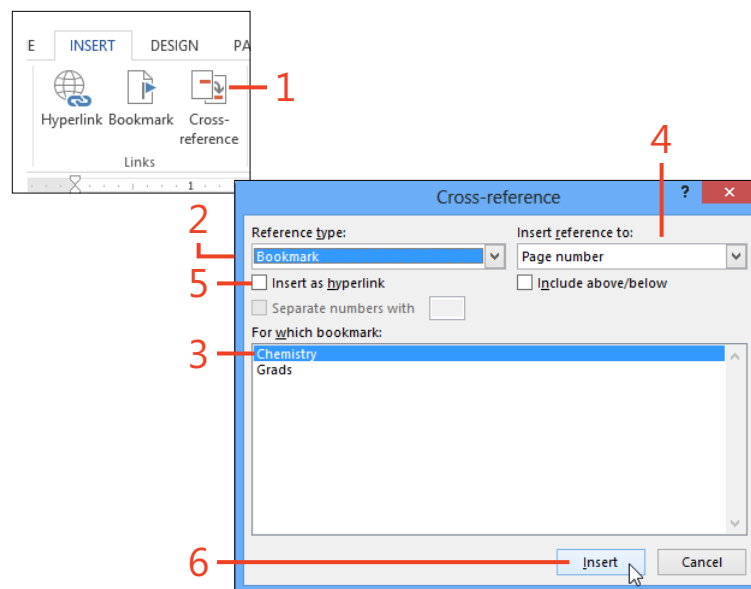 E INSERT DESIGN PA
1
Hyperlink Bookmark Cross-
reference
Links
1
4
Cross-reference ?
2
Reference type: Insert reference to:
Bookmark Page number
5
Insert as hyperlink Include above/below
Separate numbers with
For which bookmark:
3
Chemistry
Grads
6
Insert Cancel